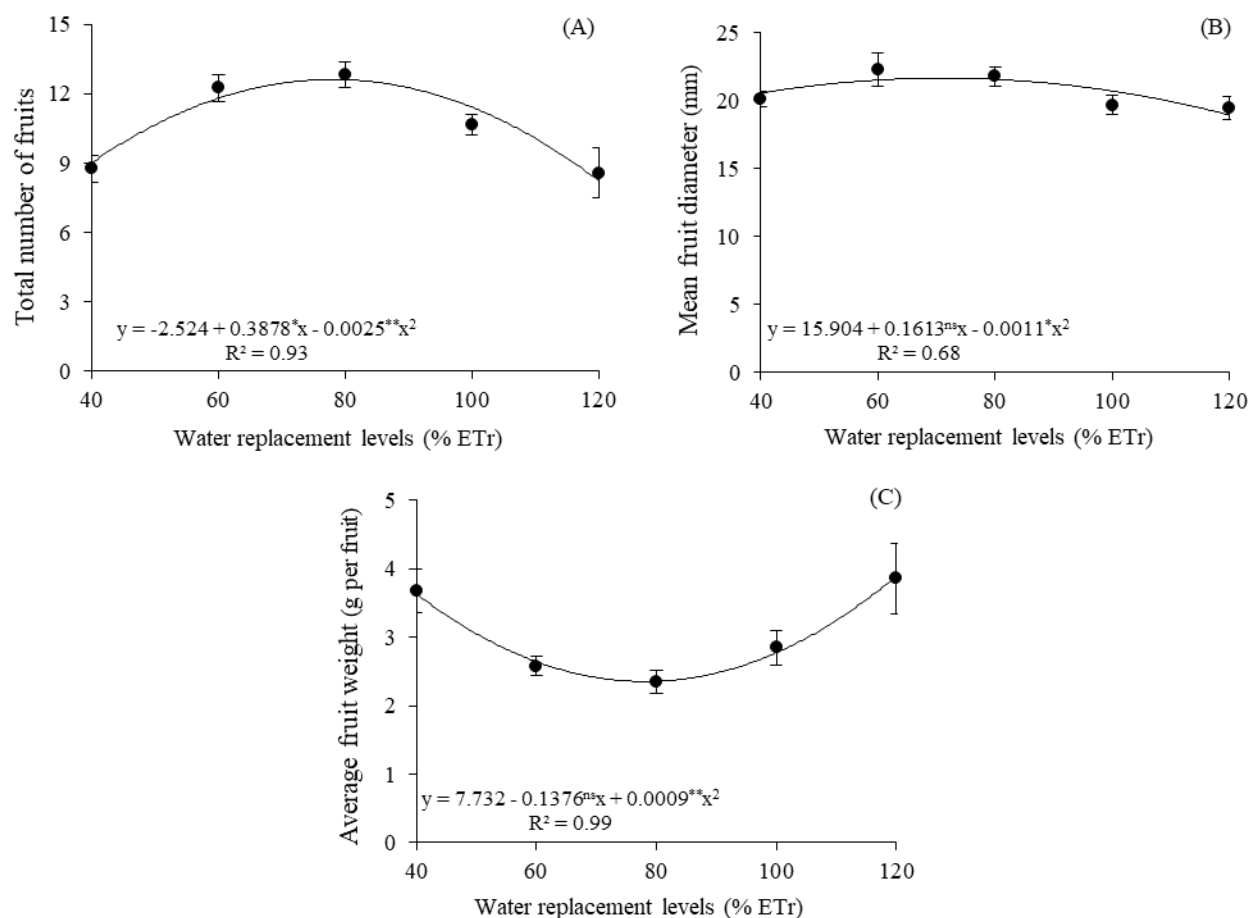 (A)
Total number of fruits
15
12
9
6
3
0
y = -2.524 + 0.3878*x - 0.0025**x²
R² = 0.93
40 60 80 100 120
Water replacement levels (% ETr)
(B)
Mean fruit diameter (mm)
25
20
15
10
5
0
y = 15.904 + 0.1613ⁿˢx - 0.0011*x²
R² = 0.68
40 60 80 100 120
Water replacement levels (% ETr)
(C)
Average fruit weight (g per fruit)
5
4
3
2
1
0
y = 7.732 - 0.1376ⁿˢx + 0.0009**x²
R² = 0.99
40 60 80 100 120
Water replacement levels (% ETr)